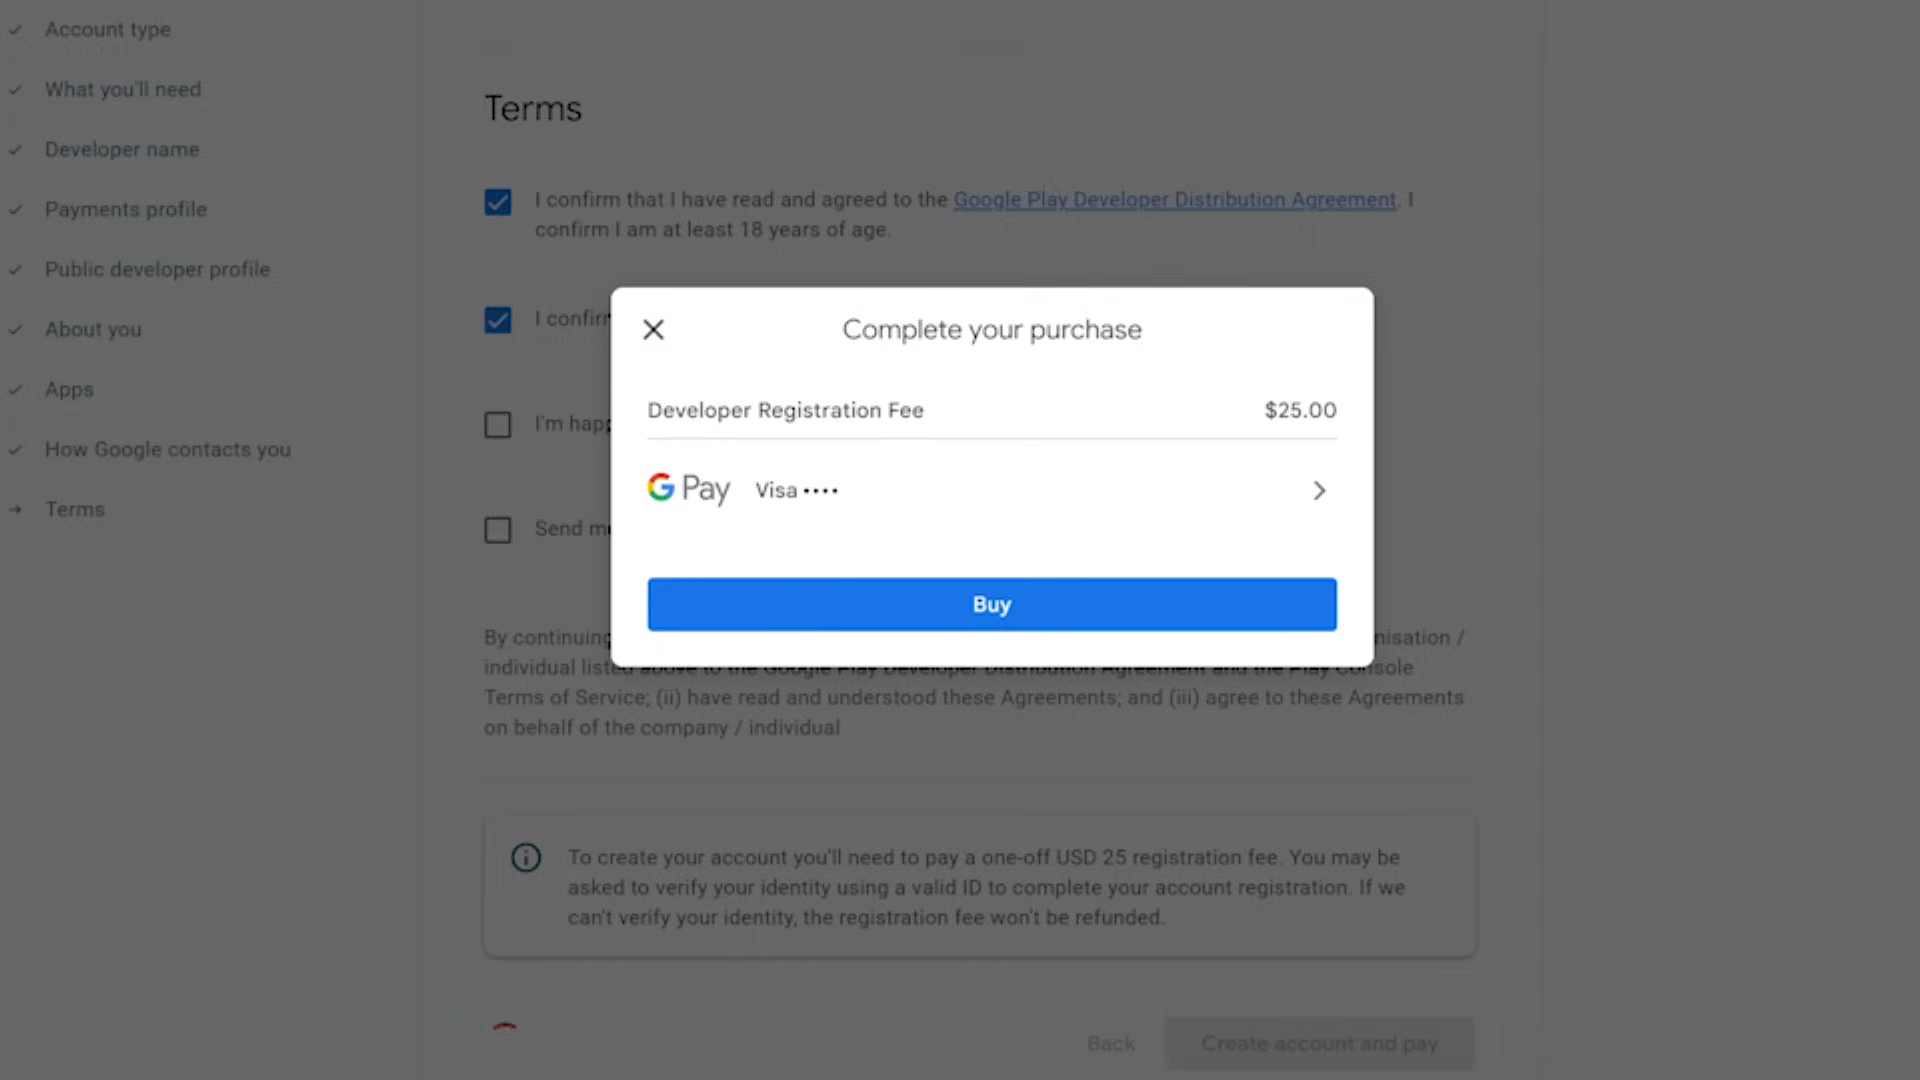 Account type
What you'll need
Developer name
Payments profile
Public developer profile
About you
Apps
How Google contacts you
Terms
Terms
I confirm that I have read and agreed to the Google Play Developer Distribution Agreement. I
confirm I am at least 18 years of age.
I confir
I'm hap
Send m
Complete your purchase
Developer Registration Fee $25.00
G Pay Visa ••••
Buy
By continuing nisation /
individual listed above to the Google Play Developer Distribution Agreement and the Play Console
Terms of Service; (ii) have read and understood these Agreements; and (iii) agree to these Agreements
on behalf of the company / individual
To create your account you'll need to pay a one-off USD 25 registration fee. You may be
asked to verify your identity using a valid ID to complete your account registration. If we
can't verify your identity, the registration fee won't be refunded.
Back Create account and pay